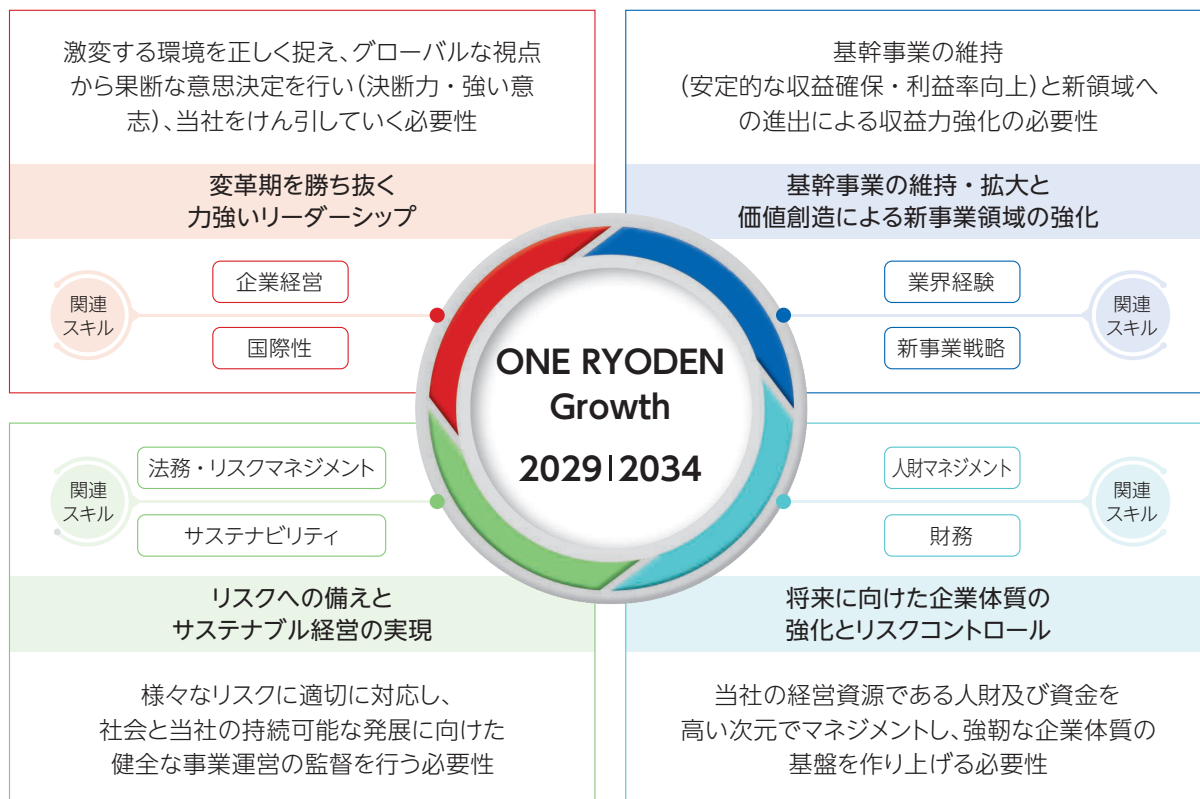 激変する環境を正しく捉え、グローバルな視点
から果断な意思決定を行い(決断力・強い意
志)、当社をけん引していく必要性
変革期を勝ち抜く
力強いリーダーシップ
関連
スキル
企業経営
国際性
基幹事業の維持
(安定的な収益確保・利益率向上)と新領域へ
の進出による収益力強化の必要性
基幹事業の維持・拡大と
価値創造による新事業領域の強化
業界経験
新事業戦略
関連
スキル
ONE RYODEN
Growth
2029|2034
関連
スキル
法務・リスクマネジメント
サステナビリティ
リスクへの備えと
サステナブル経営の実現
様々なリスクに適切に対応し、
社会と当社の持続可能な発展に向けた
健全な事業運営の監督を行う必要性
人財マネジメント
財務
関連
スキル
将来に向けた企業体質の
強化とリスクコントロール
当社の経営資源である人財及び資金を
高い次元でマネジメントし、強靭な企業体質の
基盤を作り上げる必要性